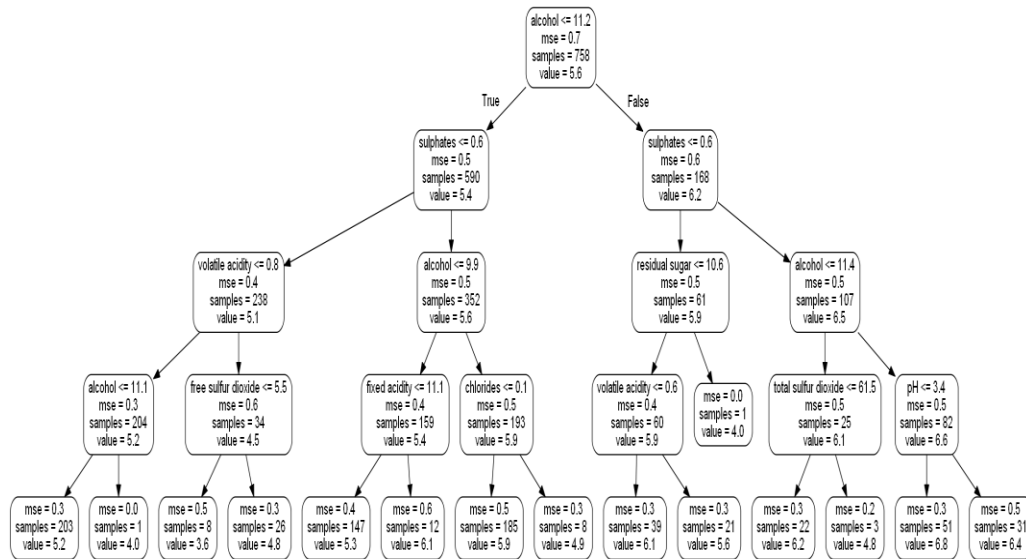 alcohol <= 11.2
mse = 0.7
samples = 758
value = 5.6
True
False
sulphates <= 0.6
mse = 0.5
samples = 590
value = 5.4
sulphates <= 0.6
mse = 0.6
samples = 168
value = 6.2
volatile acidity <= 0.8
mse = 0.4
samples = 238
value = 5.1
alcohol <= 9.9
mse = 0.5
samples = 352
value = 5.6
residual sugar <= 10.6
mse = 0.5
samples = 61
value = 5.9
alcohol <= 11.4
mse = 0.5
samples = 107
value = 6.5
alcohol <= 11.1
mse = 0.3
samples = 204
value = 5.2
free sulfur dioxide <= 5.5
mse = 0.6
samples = 34
value = 4.5
fixed acidity <= 11.1
mse = 0.4
samples = 159
value = 5.4
chlorides <= 0.1
mse = 0.5
samples = 193
value = 5.9
volatile acidity <= 0.6
mse = 0.4
samples = 60
value = 5.9
mse = 0.0
samples = 1
value = 4.0
total sulfur dioxide <= 61.5
mse = 0.5
samples = 25
value = 6.1
pH <= 3.4
mse = 0.5
samples = 82
value = 6.6
mse = 0.3
samples = 203
value = 5.2
mse = 0.0
samples = 1
value = 4.0
mse = 0.5
samples = 8
value = 3.6
mse = 0.3
samples = 26
value = 4.8
mse = 0.4
samples = 147
value = 5.3
mse = 0.6
samples = 12
value = 6.1
mse = 0.5
samples = 185
value = 5.9
mse = 0.3
samples = 8
value = 4.9
mse = 0.3
samples = 39
value = 6.1
mse = 0.3
samples = 21
value = 5.6
mse = 0.3
samples = 22
value = 6.2
mse = 0.2
samples = 3
value = 4.8
mse = 0.3
samples = 51
value = 6.8
mse = 0.5
samples = 31
value = 6.4